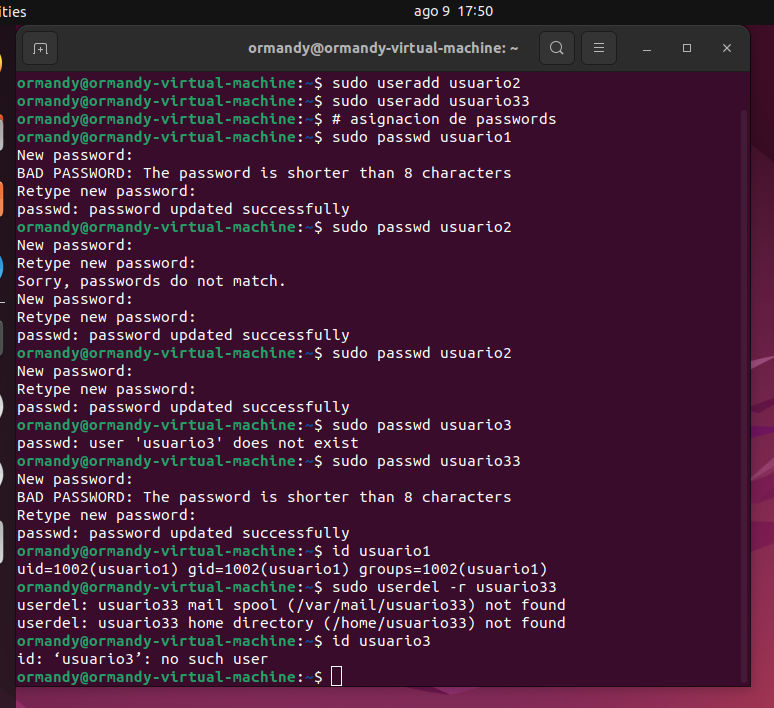 ities
ago 9 17:50
ormandy@ormandy-virtual-machine: ~
ormandy@ormandy-virtual-machine:~$ sudo useradd usuario2
ormandy@ormandy-virtual-machine:~$ sudo useradd usuario33
ormandy@ormandy-virtual-machine:~$ # asignacion de passwords
ormandy@ormandy-virtual-machine:~$ sudo passwd usuario1
New password:
BAD PASSWORD: The password is shorter than 8 characters
Retype new password:
passwd: password updated successfully
ormandy@ormandy-virtual-machine:~$ sudo passwd usuario2
New password:
Retype new password:
Sorry, passwords do not match.
New password:
Retype new password:
passwd: password updated successfully
ormandy@ormandy-virtual-machine:~$ sudo passwd usuario2
New password:
Retype new password:
passwd: password updated successfully
ormandy@ormandy-virtual-machine:~$ sudo passwd usuario3
passwd: user 'usuario3' does not exist
ormandy@ormandy-virtual-machine:~$ sudo passwd usuario33
New password:
BAD PASSWORD: The password is shorter than 8 characters
Retype new password:
passwd: password updated successfully
ormandy@ormandy-virtual-machine:~$ id usuario1
uid=1002(usuario1) gid=1002(usuario1) groups=1002(usuario1)
ormandy@ormandy-virtual-machine:~$ sudo userdel -r usuario33
userdel: usuario33 mail spool (/var/mail/usuario33) not found
userdel: usuario33 home directory (/home/usuario33) not found
ormandy@ormandy-virtual-machine:~$ id usuario3
id: ‘usuario3’: no such user
ormandy@ormandy-virtual-machine:~$